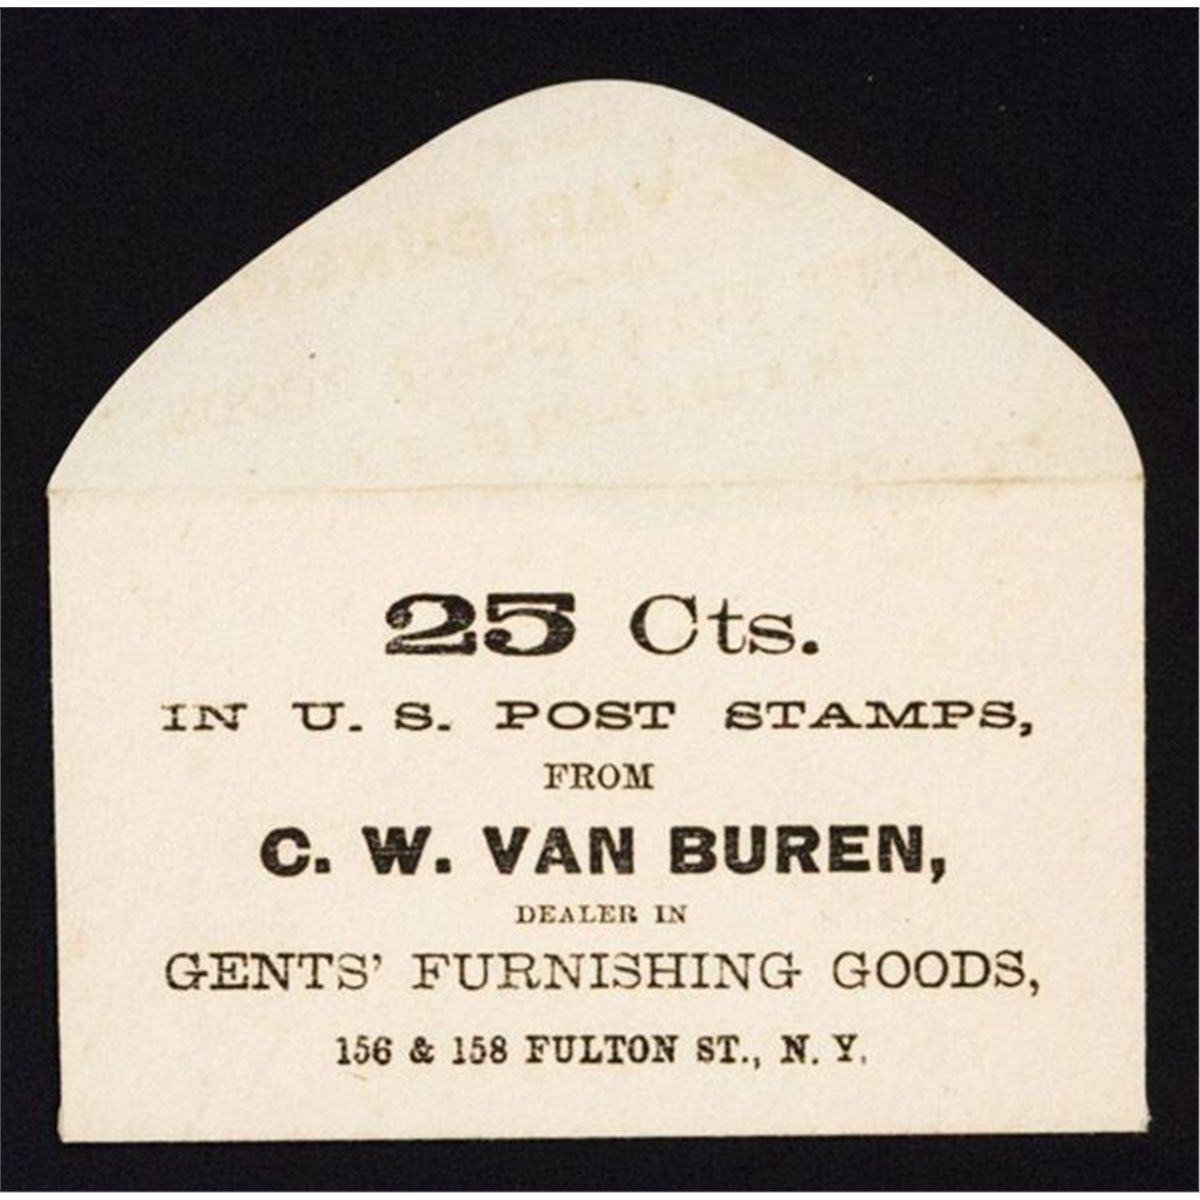 25 Cts.
IN U. S. POST STAMPS,
FROM
C. W. VAN BUREN,
DEALER IN
GENTS' FURNISHING GOODS,
156 & 158 FULTON ST., N. Y.